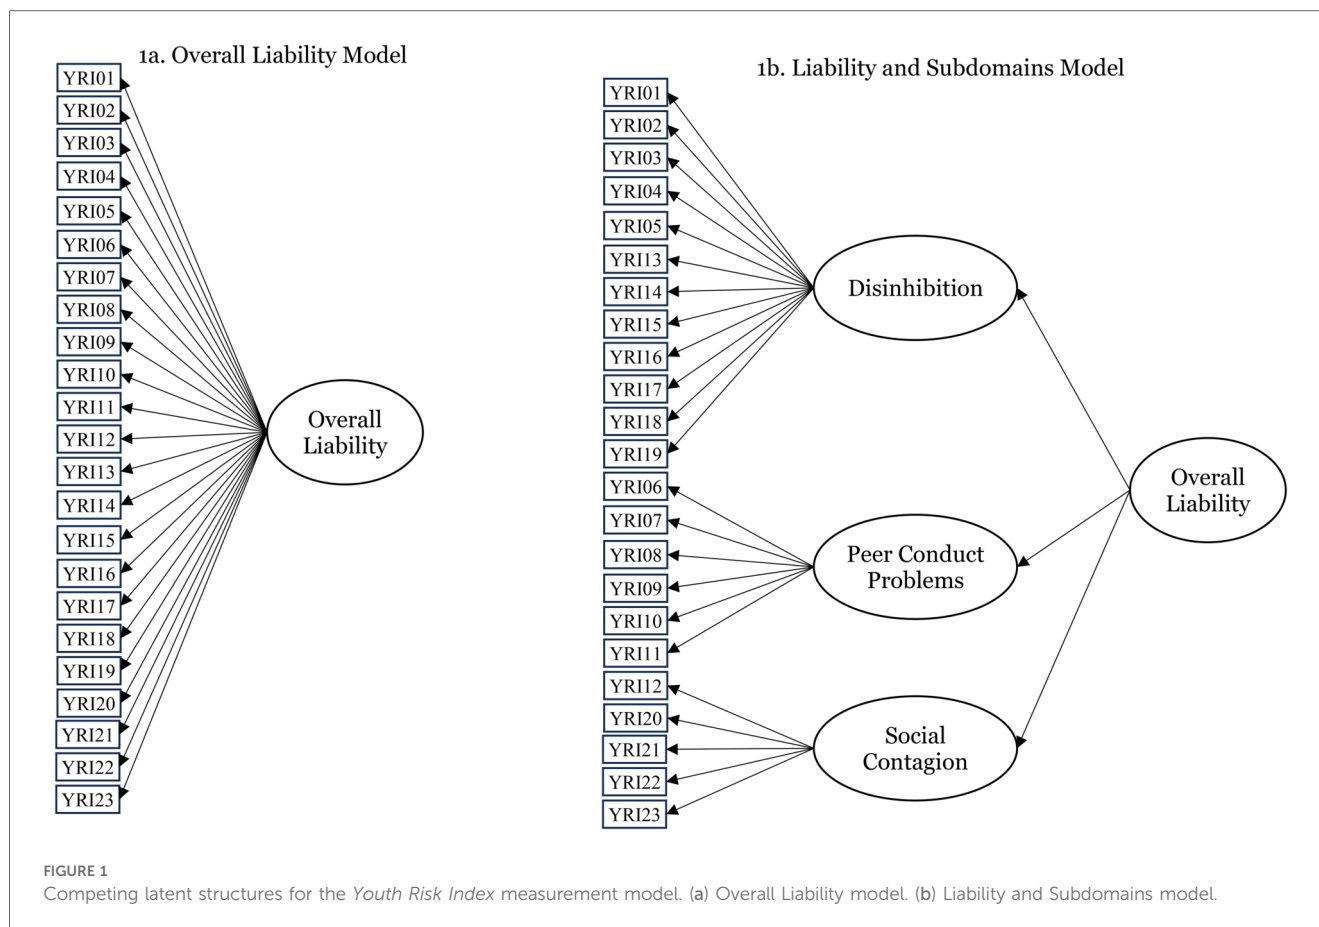 1a. Overall Liability Model
YRI01
YRI02
YRI03
YRI04
YRI05
YRI06
YRI07
YRI08
YRI09
YRI10
YRI11
YRI12
YRI13
YRI14
YRI15
YRI16
YRI17
YRI18
YRI19
YRI20
YRI21
YRI22
YRI23
Overall
Liability
1b. Liability and Subdomains Model
YRI01
YRI02
YRI03
YRI04
YRI05
YRI13
YRI14
YRI15
YRI16
YRI17
YRI18
YRI19
YRI06
YRI07
YRI08
YRI09
YRI10
YRI11
YRI12
YRI20
YRI21
YRI22
YRI23
Disinhibition
Peer Conduct
Problems
Social
Contagion
Overall
Liability
FIGURE 1
Competing latent structures for the Youth Risk Index measurement model. (a) Overall Liability model. (b) Liability and Subdomains model.